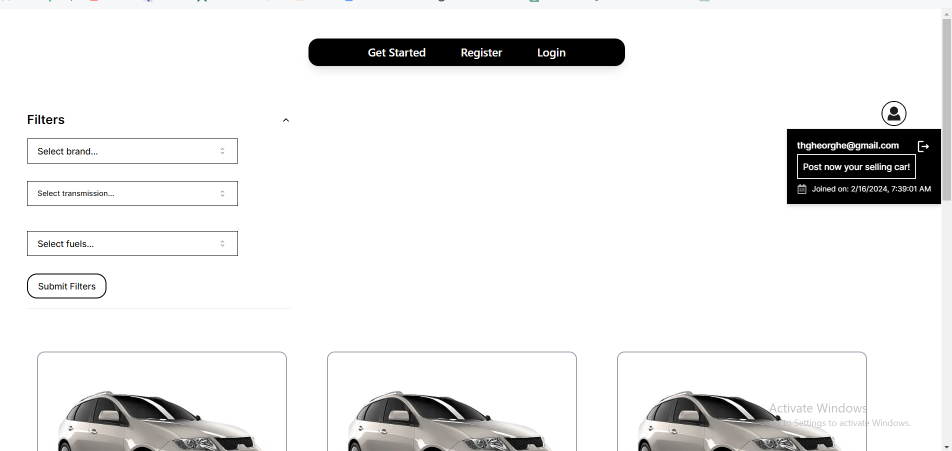 Get Started Register Login
Filters
Select brand...
Select transmission...
Select fuels...
Submit Filters
thgheorghe@gmail.com
Post now your selling car!
Joined on: 2/16/2024, 7:39:01 AM
Activate Windows
to Settings to activate Windows.